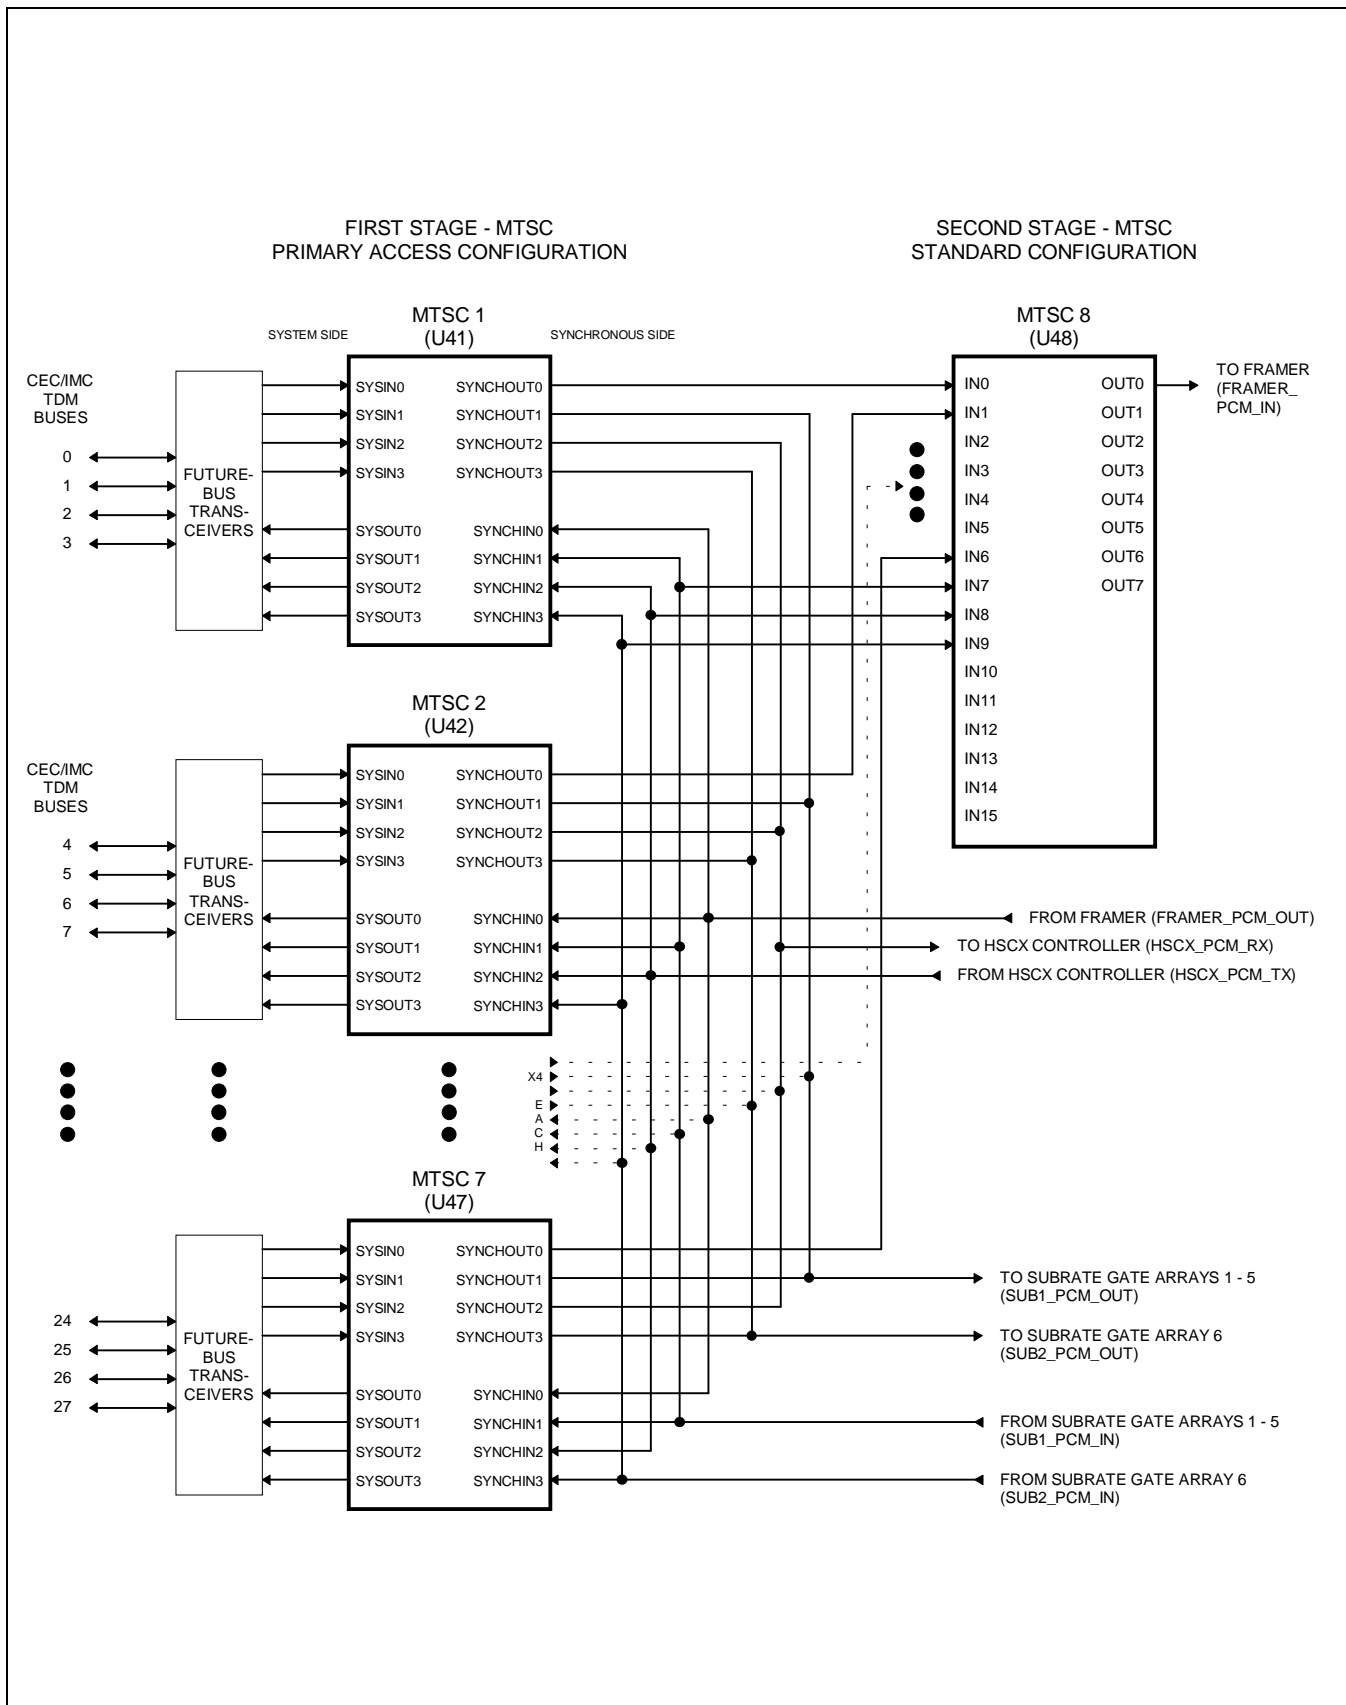 FIRST STAGE - MTSC
PRIMARY ACCESS CONFIGURATION
SECOND STAGE - MTSC
STANDARD CONFIGURATION
MTSC 1
(U41)
SYSTEM SIDE
SYNCHRONOUS SIDE
CEC/IMC
TDM
BUSES
0
1
2
3
FUTURE-
BUS
TRANS-
CEIVERS
SYSIN0
SYSIN1
SYSIN2
SYSIN3
SYSOUT0
SYSOUT1
SYSOUT2
SYSOUT3
SYNCHOUT0
SYNCHOUT1
SYNCHOUT2
SYNCHOUT3
SYNCHIN0
SYNCHIN1
SYNCHIN2
SYNCHIN3
MTSC 8
(U48)
IN0
IN1
IN2
IN3
IN4
IN5
IN6
IN7
IN8
IN9
IN10
IN11
IN12
IN13
IN14
IN15
OUT0
OUT1
OUT2
OUT3
OUT4
OUT5
OUT6
OUT7
TO FRAMER
(FRAMER_
PCM_IN)
MTSC 2
(U42)
CEC/IMC
TDM
BUSES
4
5
6
7
FUTURE-
BUS
TRANS-
CEIVERS
SYSIN0
SYSIN1
SYSIN2
SYSIN3
SYSOUT0
SYSOUT1
SYSOUT2
SYSOUT3
SYNCHOUT0
SYNCHOUT1
SYNCHOUT2
SYNCHOUT3
SYNCHIN0
SYNCHIN1
SYNCHIN2
SYNCHIN3
FROM FRAMER (FRAMER_PCM_OUT)
TO HSCX CONTROLLER (HSCX_PCM_RX)
FROM HSCX CONTROLLER (HSCX_PCM_TX)
X4
E
A
C
H
MTSC 7
(U47)
24
25
26
27
FUTURE-
BUS
TRANS-
CEIVERS
SYSIN0
SYSIN1
SYSIN2
SYSIN3
SYSOUT0
SYSOUT1
SYSOUT2
SYSOUT3
SYNCHOUT0
SYNCHOUT1
SYNCHOUT2
SYNCHOUT3
SYNCHIN0
SYNCHIN1
SYNCHIN2
SYNCHIN3
TO SUBRATE GATE ARRAYS 1 - 5
(SUB1_PCM_OUT)
TO SUBRATE GATE ARRAY 6
(SUB2_PCM_OUT)
FROM SUBRATE GATE ARRAYS 1 - 5
(SUB1_PCM_IN)
FROM SUBRATE GATE ARRAY 6
(SUB2_PCM_IN)